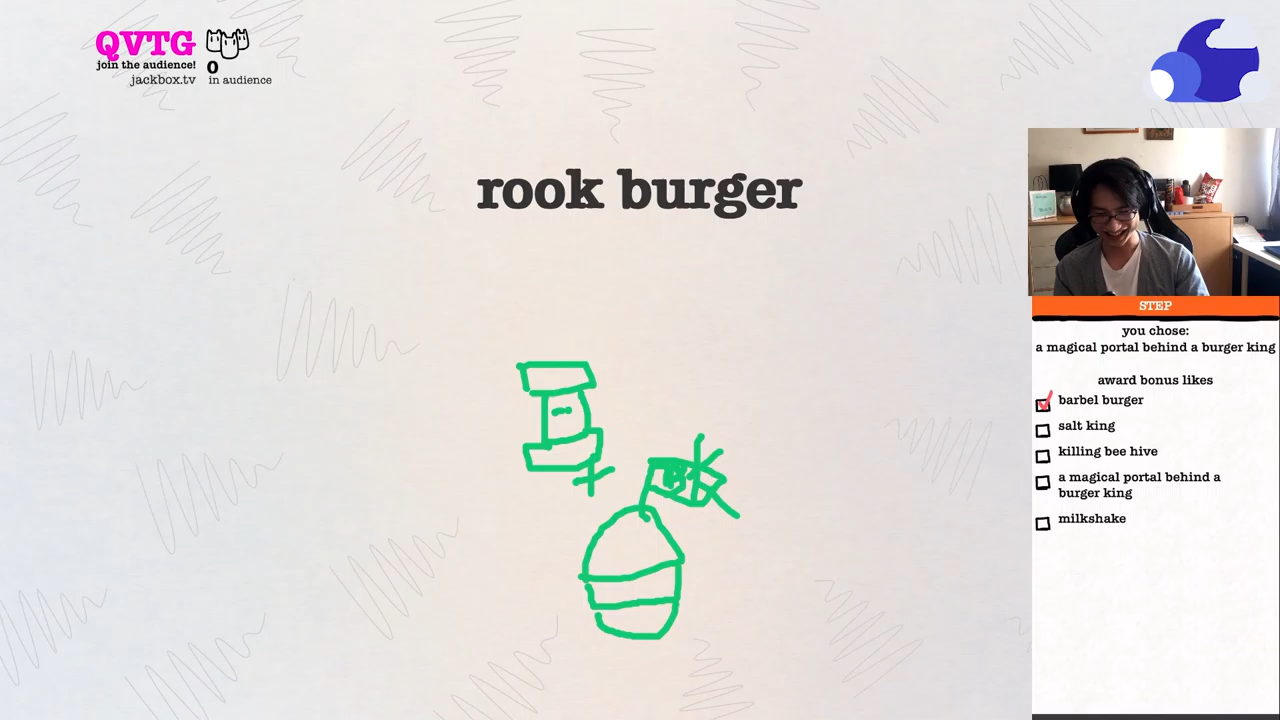 QVTG
join the audience!
jackbox.tv
0
in audience
rook burger
BK
STEP
you chose:
a magical portal behind a burger king
award bonus likes
barbel burger
salt king
killing bee hive
a magical portal behind a
burger king
milkshake